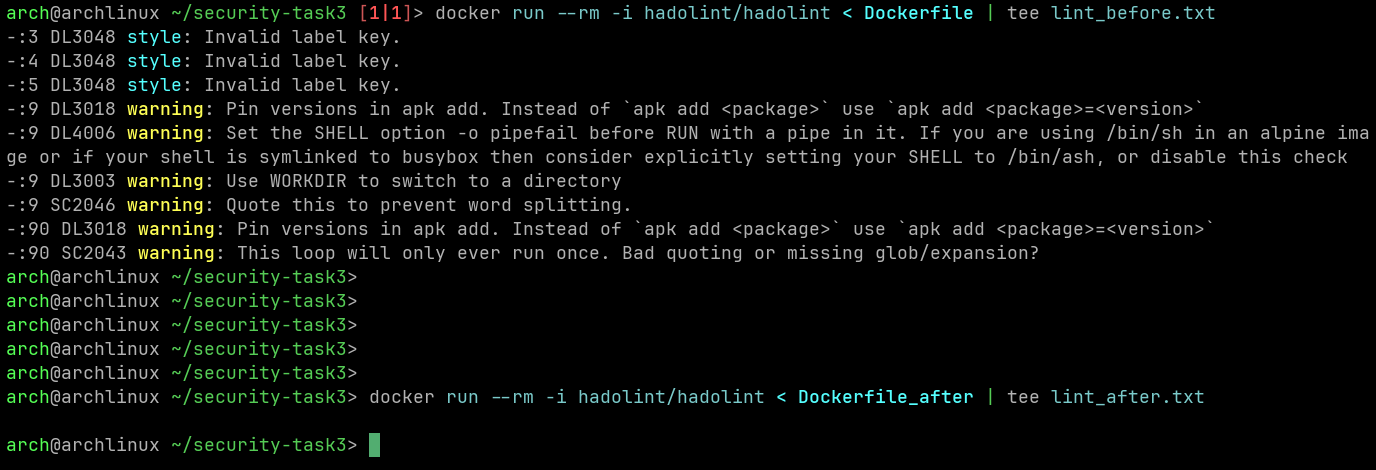 arch@archlinux ~/security-task3 [1|1]> docker run --rm -i hadolint/hadolint < Dockerfile | tee lint_before.txt
-:3 DL3048 style: Invalid label key.
-:4 DL3048 style: Invalid label key.
-:5 DL3048 style: Invalid label key.
-:9 DL3018 warning: Pin versions in apk add. Instead of `apk add <package>` use `apk add <package>=<version>`
-:9 DL4006 warning: Set the SHELL option -o pipefail before RUN with a pipe in it. If you are using /bin/sh in an alpine ima
ge or if your shell is symlinked to busybox then consider explicitly setting your SHELL to /bin/ash, or disable this check
-:9 DL3003 warning: Use WORKDIR to switch to a directory
-:9 SC2046 warning: Quote this to prevent word splitting.
-:90 DL3018 warning: Pin versions in apk add. Instead of `apk add <package>` use `apk add <package>=<version>`
-:90 SC2043 warning: This loop will only ever run once. Bad quoting or missing glob/expansion?
arch@archlinux ~/security-task3>
arch@archlinux ~/security-task3>
arch@archlinux ~/security-task3>
arch@archlinux ~/security-task3>
arch@archlinux ~/security-task3>
arch@archlinux ~/security-task3> docker run --rm -i hadolint/hadolint < Dockerfile_after | tee lint_after.txt
arch@archlinux ~/security-task3>